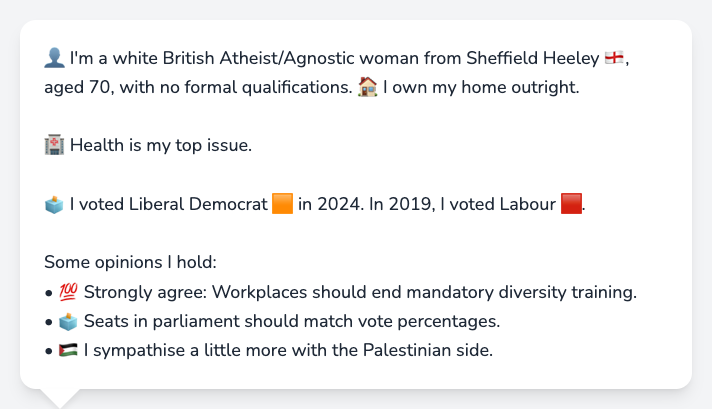 👤 I'm a white British Atheist/Agnostic woman from Sheffield Heeley 🏴󠁧󠁢󠁥󠁮󠁧󠁿,
aged 70, with no formal qualifications. 🏠 I own my home outright.
🏥 Health is my top issue.
🗳️ I voted Liberal Democrat 🟧 in 2024. In 2019, I voted Labour 🟥.
Some opinions I hold:
• 💯 Strongly agree: Workplaces should end mandatory diversity training.
• 🗳️ Seats in parliament should match vote percentages.
• 🇵🇸 I sympathise a little more with the Palestinian side.